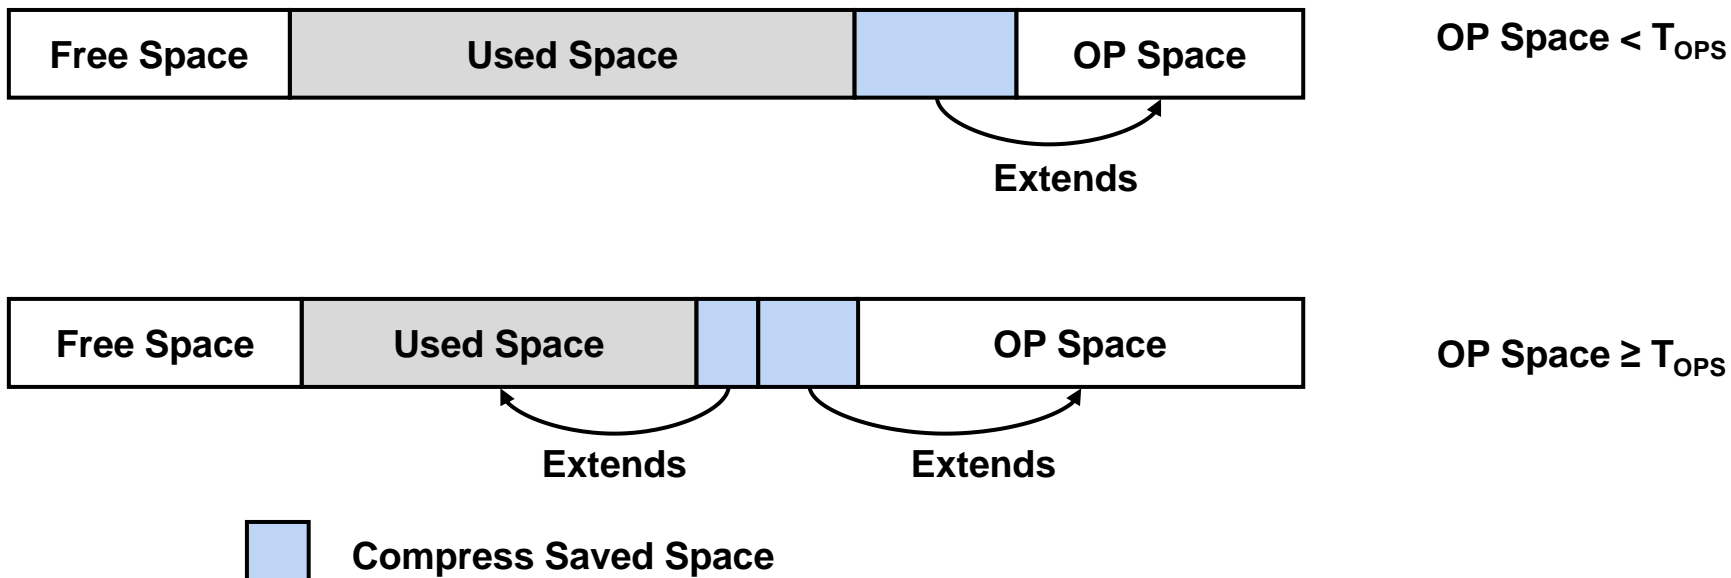 Free Space Used Space OP Space OP Space < T_OPS
Extends
Free Space Used Space OP Space OP Space ≥ T_OPS
Extends Extends
Compress Saved Space